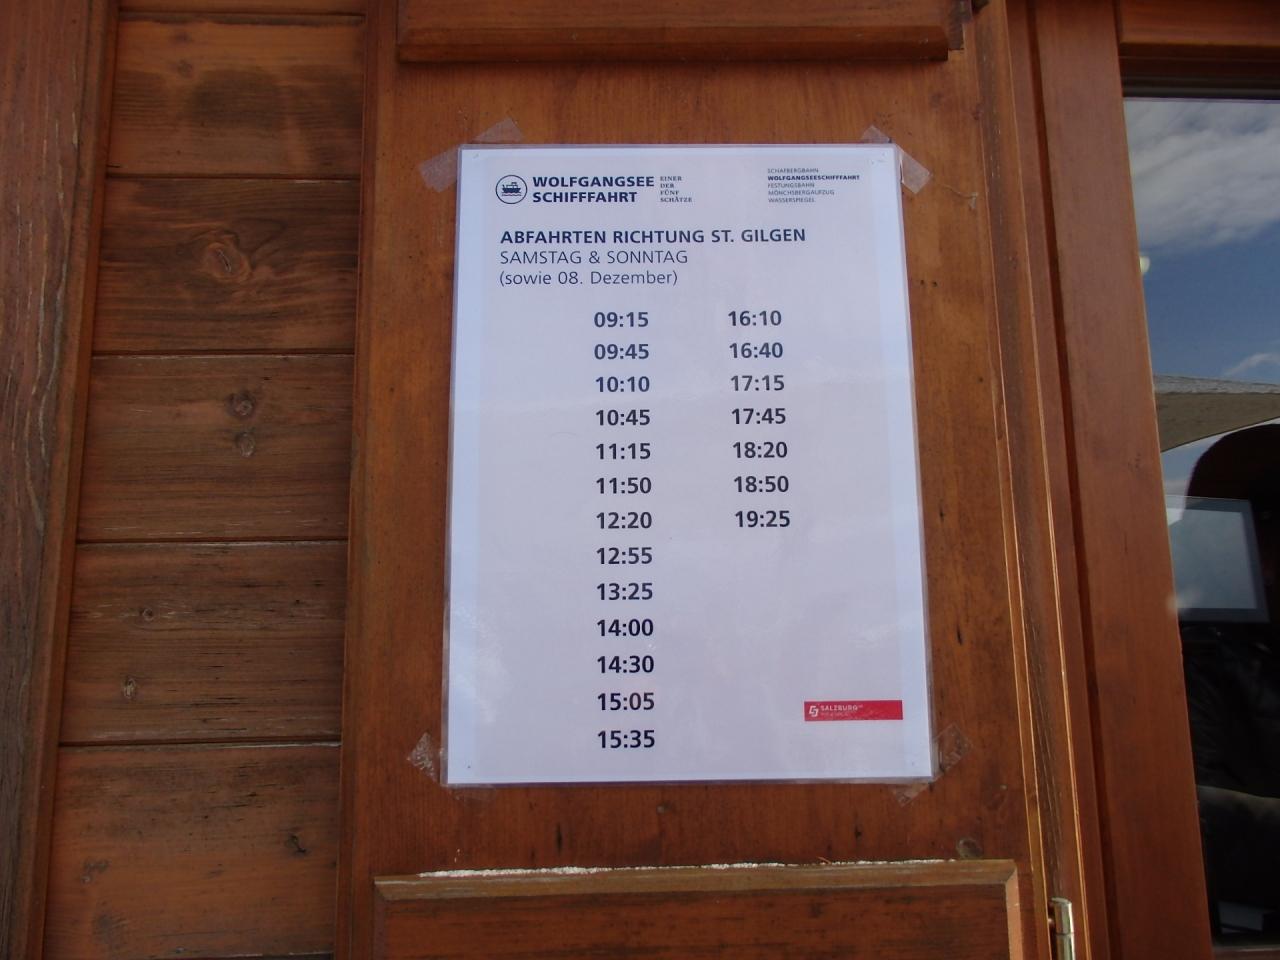 WOLFGANGSEE
SCHIFFFAHRT
EINER
DER
FÜNF
SCHÄTZE
SCHAFBERGBAHN
WOLFGANGSEESCHIFFFAHRT
FESTUNGSBAHN
MÖNCHSBERGAUFZUG
WASSERSPIEGEL
ABFAHRTEN RICHTUNG ST. GILGEN
SAMSTAG & SONNTAG
(sowie 08. Dezember)
09:15
09:45
10:10
10:45
11:15
11:50
12:20
12:55
13:25
14:00
14:30
15:05
15:35
16:10
16:40
17:15
17:45
18:20
18:50
19:25
SALZBURG